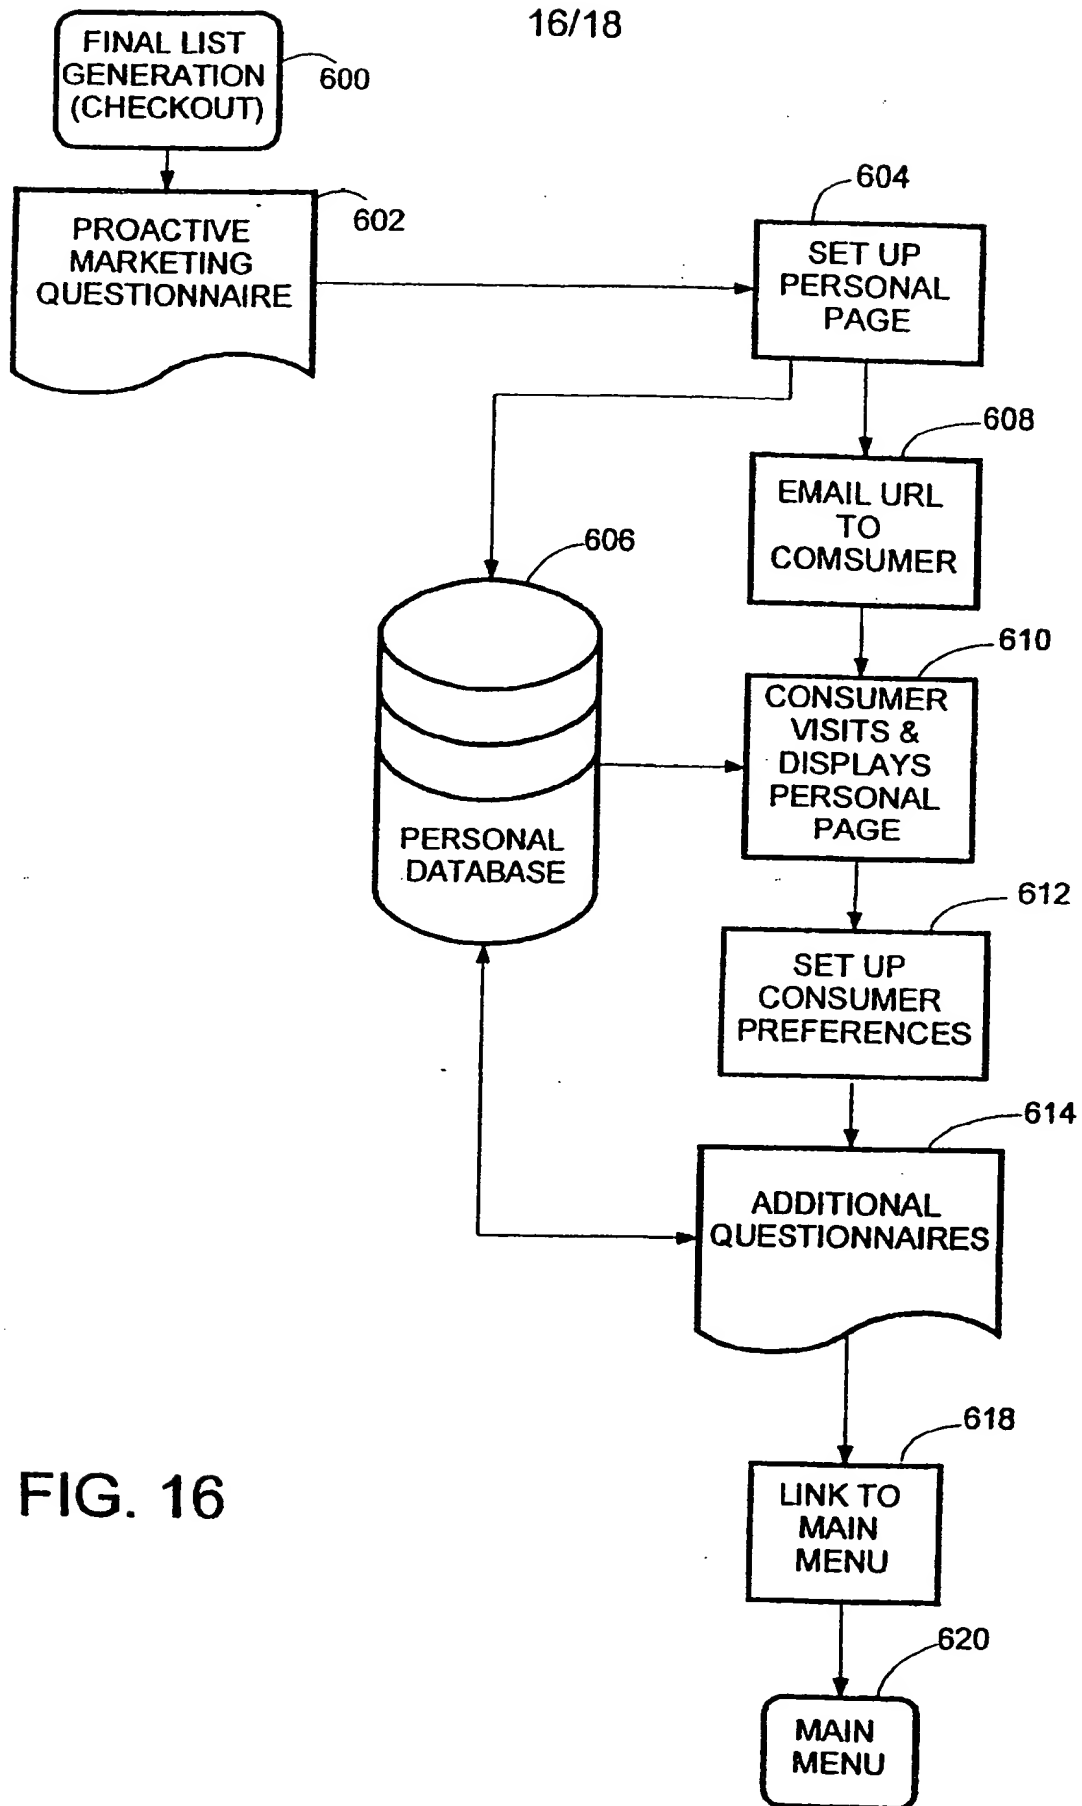 16/18
FINAL LIST
GENERATION
(CHECKOUT)
600
PROACTIVE
MARKETING
QUESTIONNAIRE
602
604
SET UP
PERSONAL
PAGE
608
EMAIL URL
TO
COMSUMER
606
PERSONAL
DATABASE
610
CONSUMER
VISITS &
DISPLAYS
PERSONAL
PAGE
612
SET UP
CONSUMER
PREFERENCES
614
ADDITIONAL
QUESTIONNAIRES
618
LINK TO
MAIN
MENU
620
MAIN
MENU
FIG. 16